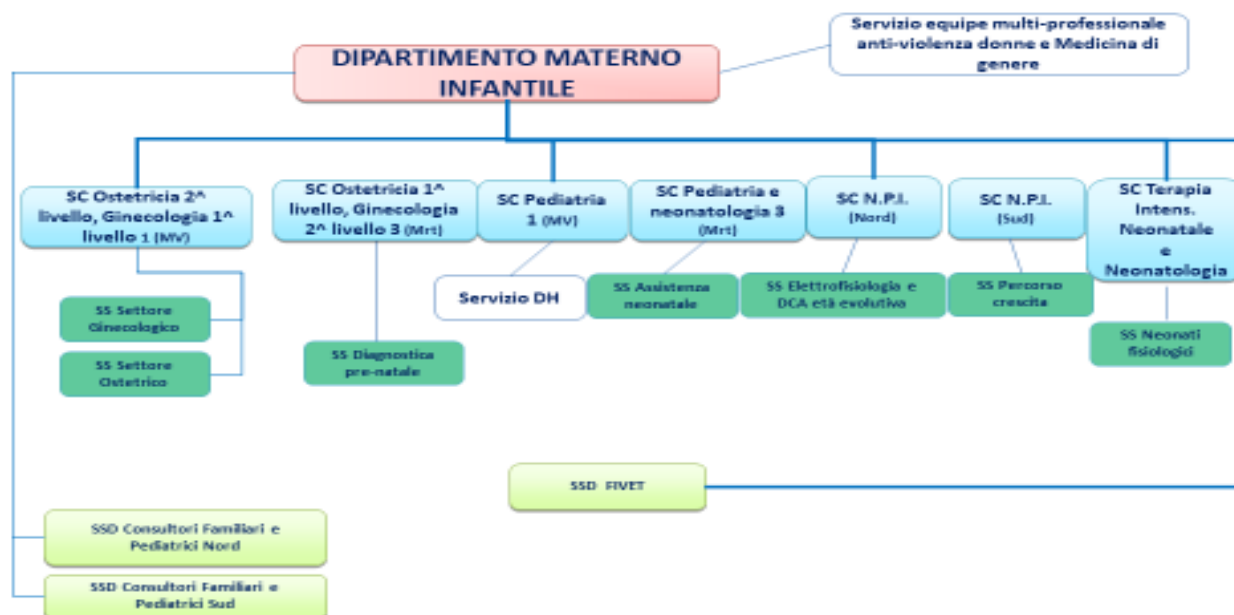 Servizio equipe multi-professionale
anti-violenza donne e Medicina di
genere
DIPARTIMENTO MATERNO
INFANTILE
SC Ostetricia 2^
livello, Ginecologia 1^
livello 1 (MV)
SC Ostetricia 1^
livello, Ginecologia
2^ livello 3 (Mrt)
SC Pediatria
1 (MV)
SC Pediatria e
neonatologia 3
(Mrt)
SC N.P.I.
(Nord)
SC N.P.I.
(Sud)
SC Terapia
Intens.
Neonatale
e
Neonatologia
Servizio DH
SS Assistenza
neonatale
SS Elettrofisiologia e
DCA età evolutiva
SS Percorso
crescita
SS Settore
Ginecologico
SS Settore
Ostetrico
SS Diagnostica
pre-natale
SS Neonati
fisiologici
SSD FIVET
SSD Consultori Familiari e
Pediatrici Nord
SSD Consultori Familiari e
Pediatrici Sud